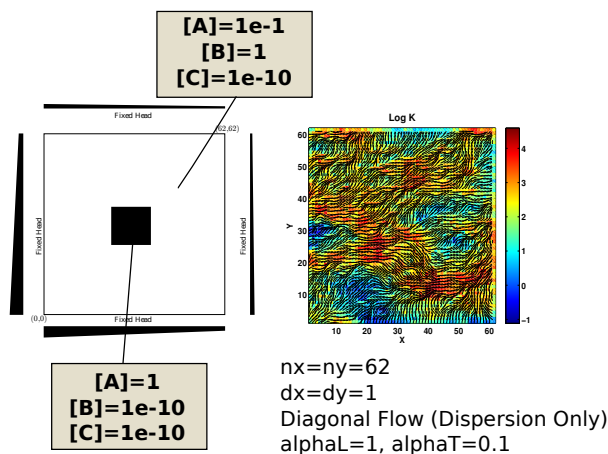 [A]=1e-1
[B]=1
[C]=1e-10
Fixed Head
(62,62)
Fixed Head
Fixed Head
(0,0)
Fixed Head
[A]=1
[B]=1e-10
[C]=1e-10
Log K
60
50
40
30
20
10
Y
10 20 30 40 50 60
X
4
3
2
1
0
−1
nx=ny=62
dx=dy=1
Diagonal Flow (Dispersion Only)
alphaL=1, alphaT=0.1